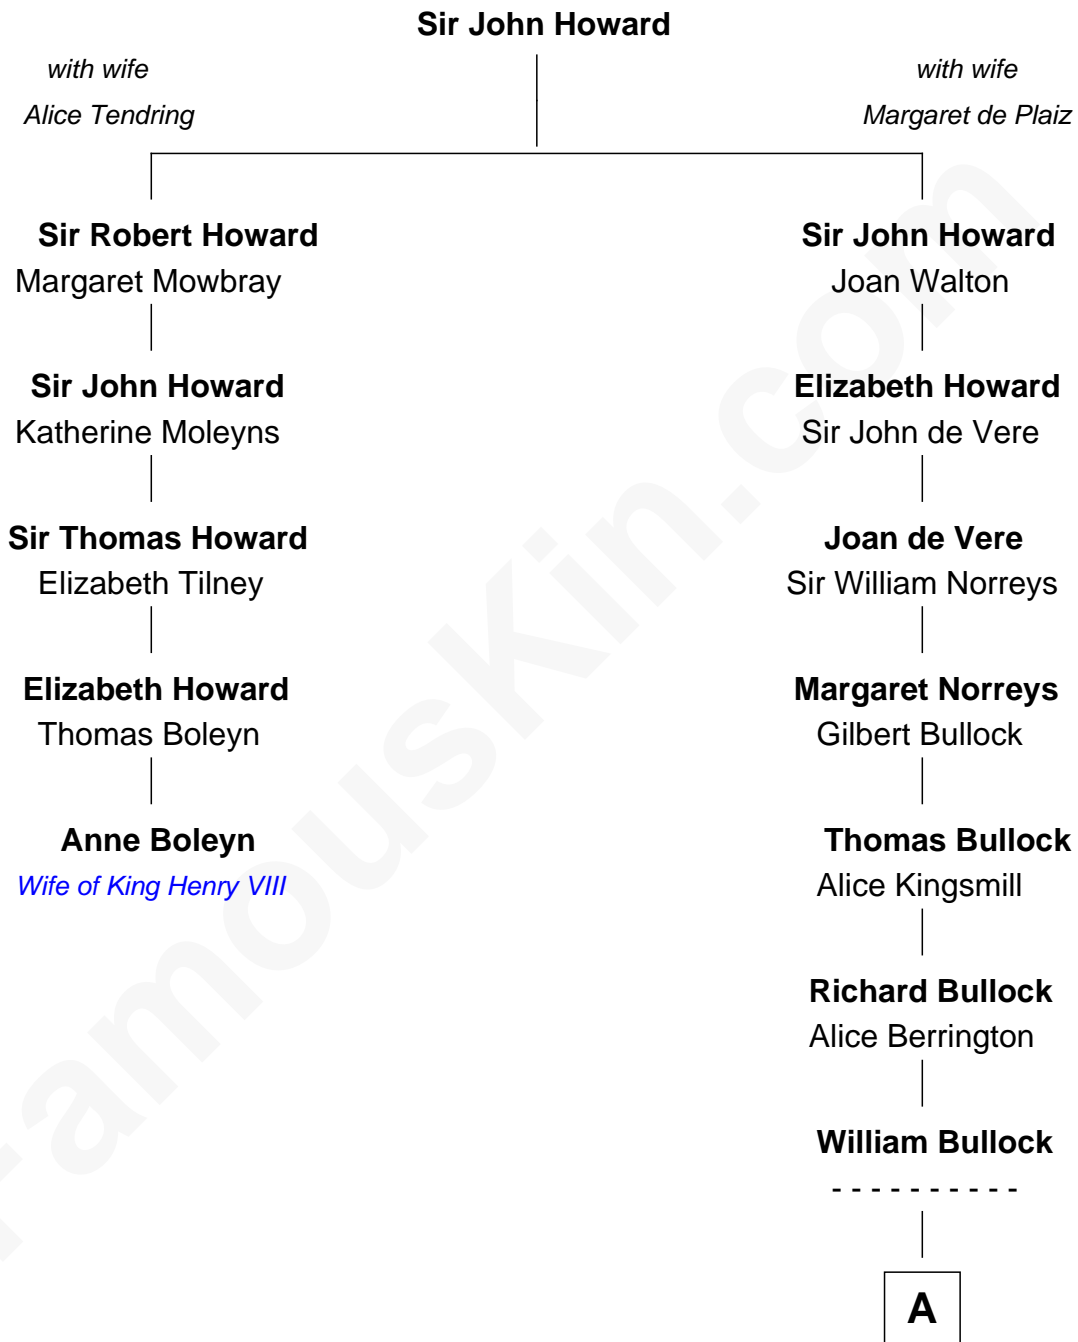 Sir John Howard
with wife
Alice Tendring
with wife
Margaret de Plaiz
Sir Robert Howard
Margaret Mowbray
Sir John Howard
Katherine Moleyns
Sir Thomas Howard
Elizabeth Tilney
Elizabeth Howard
Thomas Boleyn
Anne Boleyn
Wife of King Henry VIII
Sir John Howard
Joan Walton
Elizabeth Howard
Sir John de Vere
Joan de Vere
Sir William Norreys
Margaret Norreys
Gilbert Bullock
Thomas Bullock
Alice Kingsmill
Richard Bullock
Alice Berrington
William Bullock
- - - - - - - - - -
A
FamousKin.com